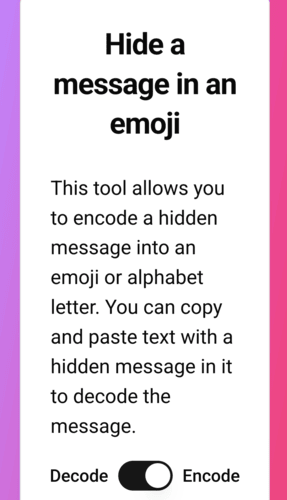 Hide a
message in an
emoji
This tool allows you
to encode a hidden
message into an
emoji or alphabet
letter. You can copy
and paste text with a
hidden message in it
to decode the
message.
Decode Encode